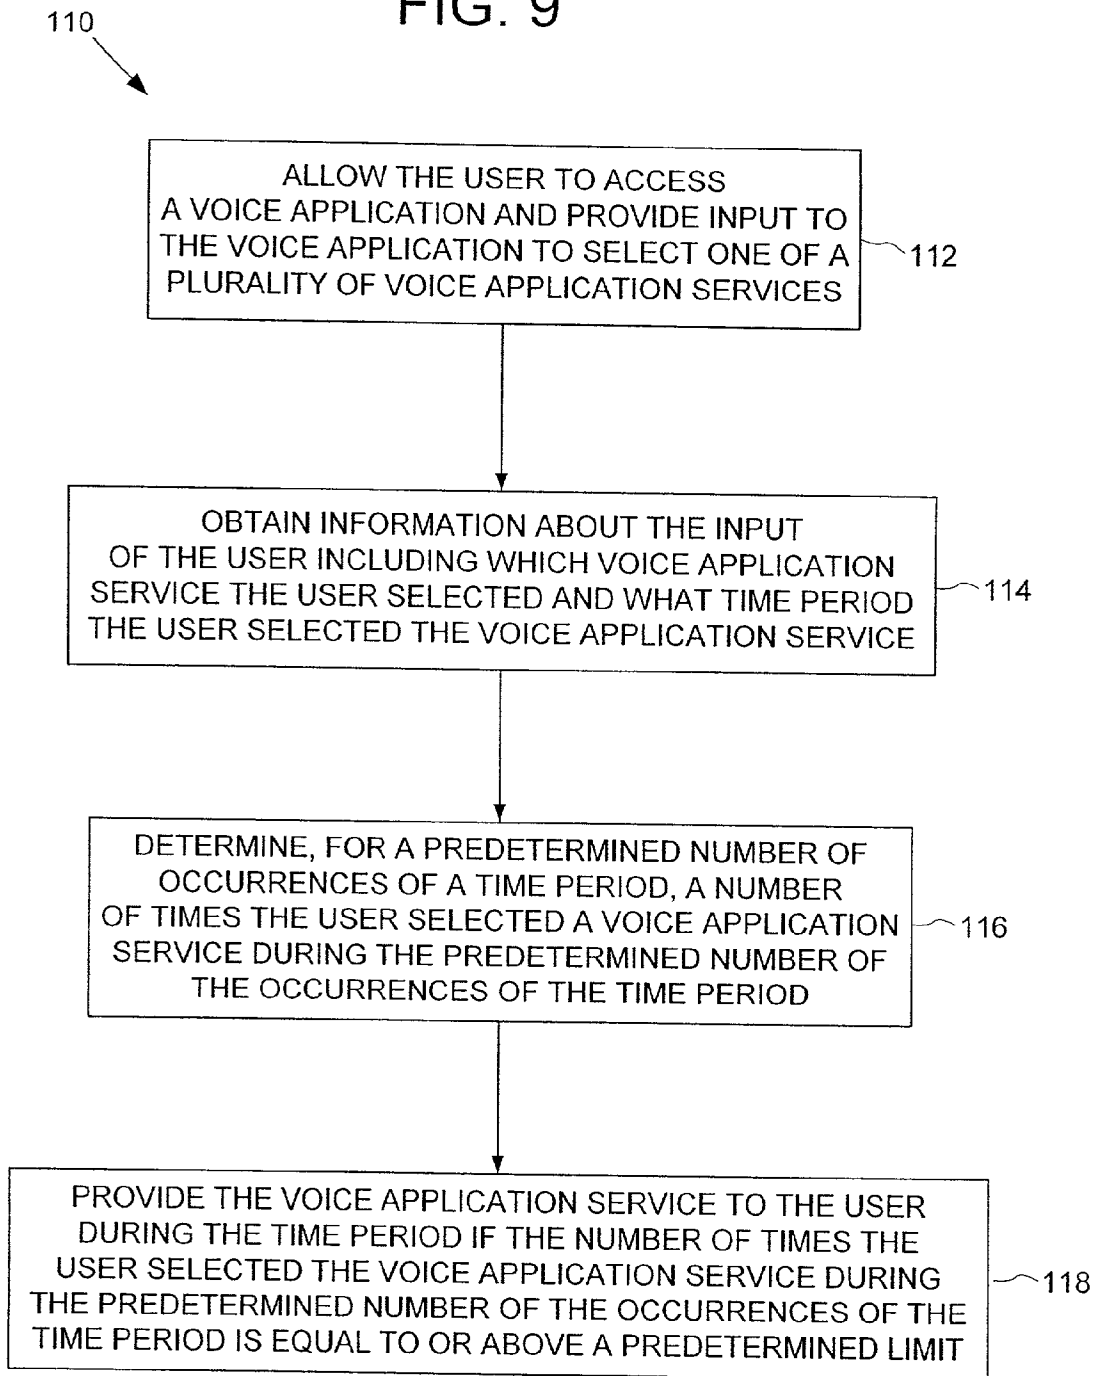 FIG. 9
110
ALLOW THE USER TO ACCESS
A VOICE APPLICATION AND PROVIDE INPUT TO
THE VOICE APPLICATION TO SELECT ONE OF A
PLURALITY OF VOICE APPLICATION SERVICES
112
OBTAIN INFORMATION ABOUT THE INPUT
OF THE USER INCLUDING WHICH VOICE APPLICATION
SERVICE THE USER SELECTED AND WHAT TIME PERIOD
THE USER SELECTED THE VOICE APPLICATION SERVICE
114
DETERMINE, FOR A PREDETERMINED NUMBER OF
OCCURRENCES OF A TIME PERIOD, A NUMBER
OF TIMES THE USER SELECTED A VOICE APPLICATION
SERVICE DURING THE PREDETERMINED NUMBER OF
THE OCCURRENCES OF THE TIME PERIOD
116
PROVIDE THE VOICE APPLICATION SERVICE TO THE USER
DURING THE TIME PERIOD IF THE NUMBER OF TIMES THE
USER SELECTED THE VOICE APPLICATION SERVICE DURING
THE PREDETERMINED NUMBER OF THE OCCURRENCES OF THE
TIME PERIOD IS EQUAL TO OR ABOVE A PREDETERMINED LIMIT
118